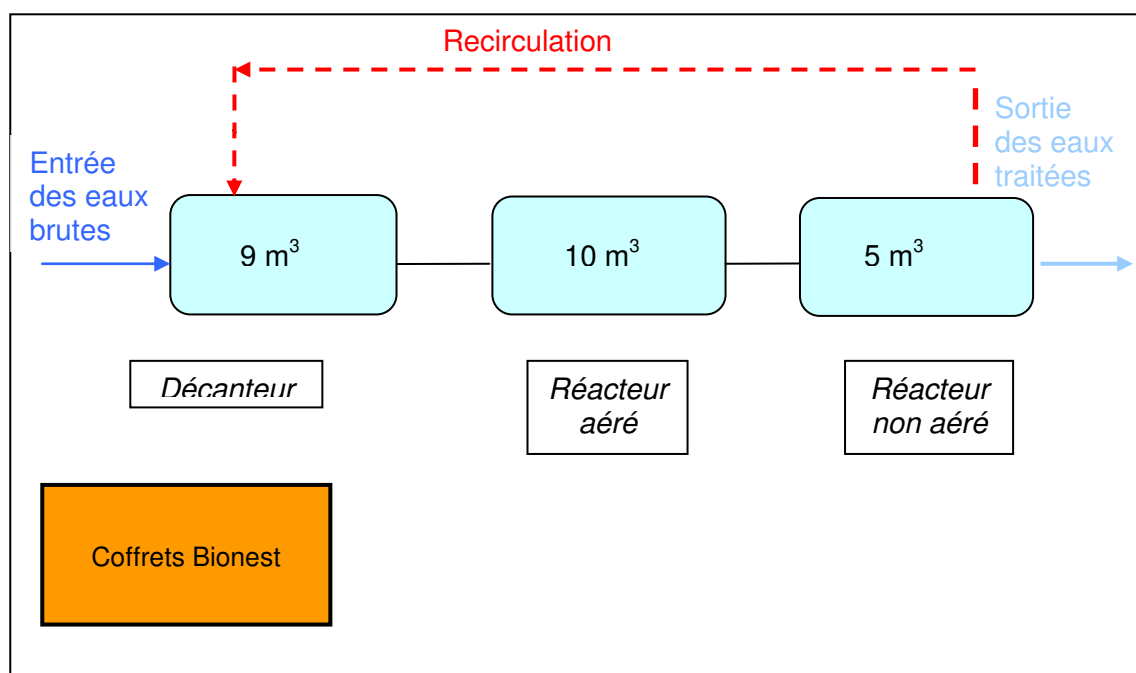 Recirculation
Sortie
des eaux
traitées
Entrée
des eaux
brutes
9 m³
10 m³
5 m³
Décanteur
Réacteur
aéré
Réacteur
non aéré
Coffrets Bionest